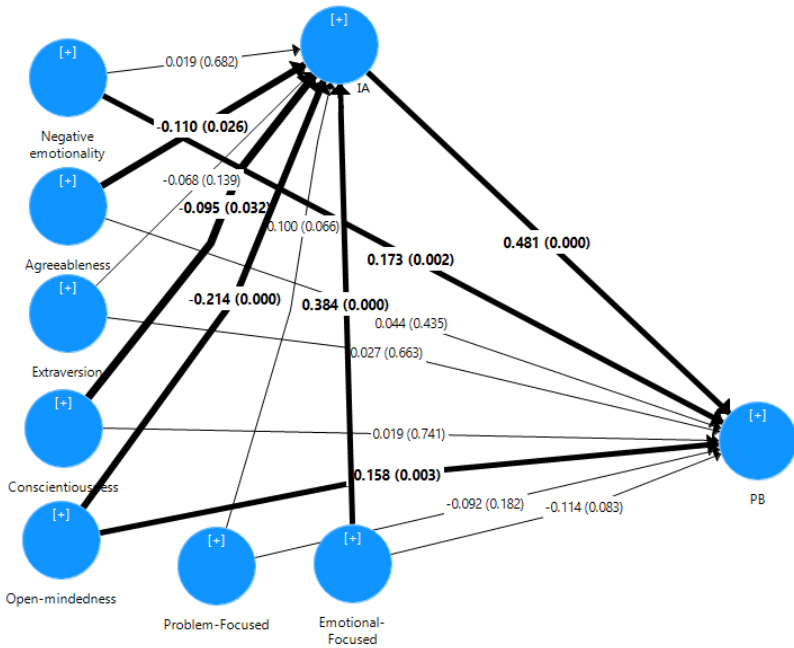 [+]
IA
[+]
0.019 (0.682)
Negative
emotionality
-0.110 (0.026)
[+]
-0.068 (0.139)
-0.095 (0.032)
0.100 (0.066)
Agreeableness
0.481 (0.000)
0.173 (0.002)
[+]
-0.214 (0.000)
0.384 (0.000)
0.044 (0.435)
0.027 (0.663)
Extraversion
[+]
[+]
0.019 (0.741)
Conscientiousness
0.158 (0.003)
PB
[+]
-0.092 (0.182)
-0.114 (0.083)
Open-mindedness
[+]
Problem-Focused
[+]
Emotional-
Focused